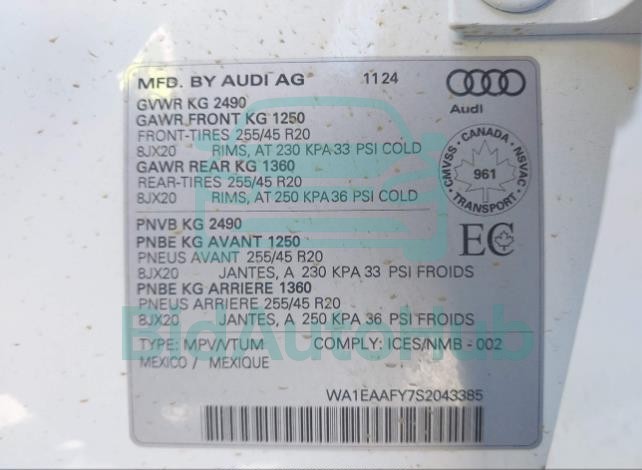 MFD. BY AUDI AG 1124
Audi
GVWR KG 2490
GAWR FRONT KG 1250
FRONT-TIRES 255/45 R20
8JX20 RIMS, AT 230 KPA 33 PSI COLD
GAWR REAR KG 1360
REAR-TIRES 255/45 R20
8JX20 RIMS, AT 250 KPA 36 PSI COLD
CMVSS - CANADA - NSVAC
961
TRANSPORT
PNVB KG 2490
PNBE KG AVANT 1250
PNEUS AVANT 255/45 R20
8JX20 JANTES, A 230 KPA 33 PSI FROIDS
PNBE KG ARRIERE 1360
PNEUS ARRIERE 255/45 R20
8JX20 JANTES, A 250 KPA 36 PSI FROIDS
EC
BidAutoHub
TYPE: MPV/VTUM COMPLY: ICES/NMB - 002
MEXICO / MEXIQUE
WA1EAAFY7S2043385